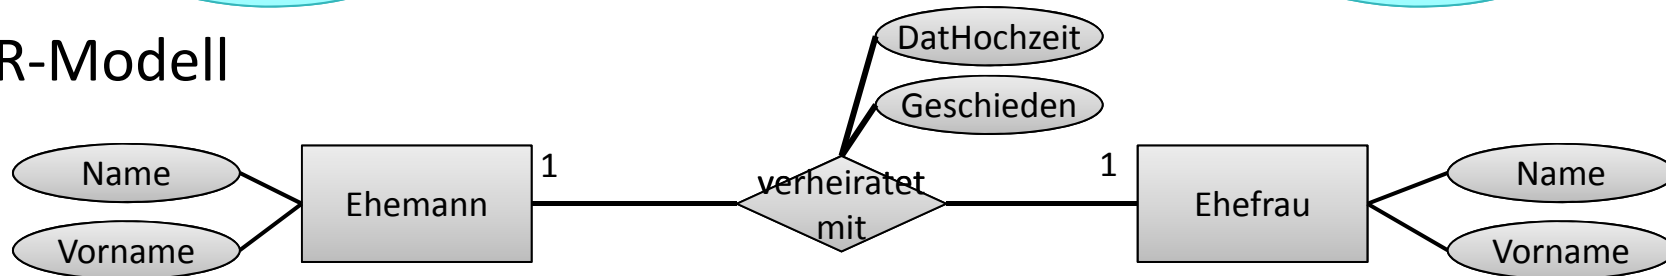 R-Modell
DatHochzeit
Geschieden
Name
Vorname
Ehemann
1
verheiratet
mit
1
Ehefrau
Name
Vorname